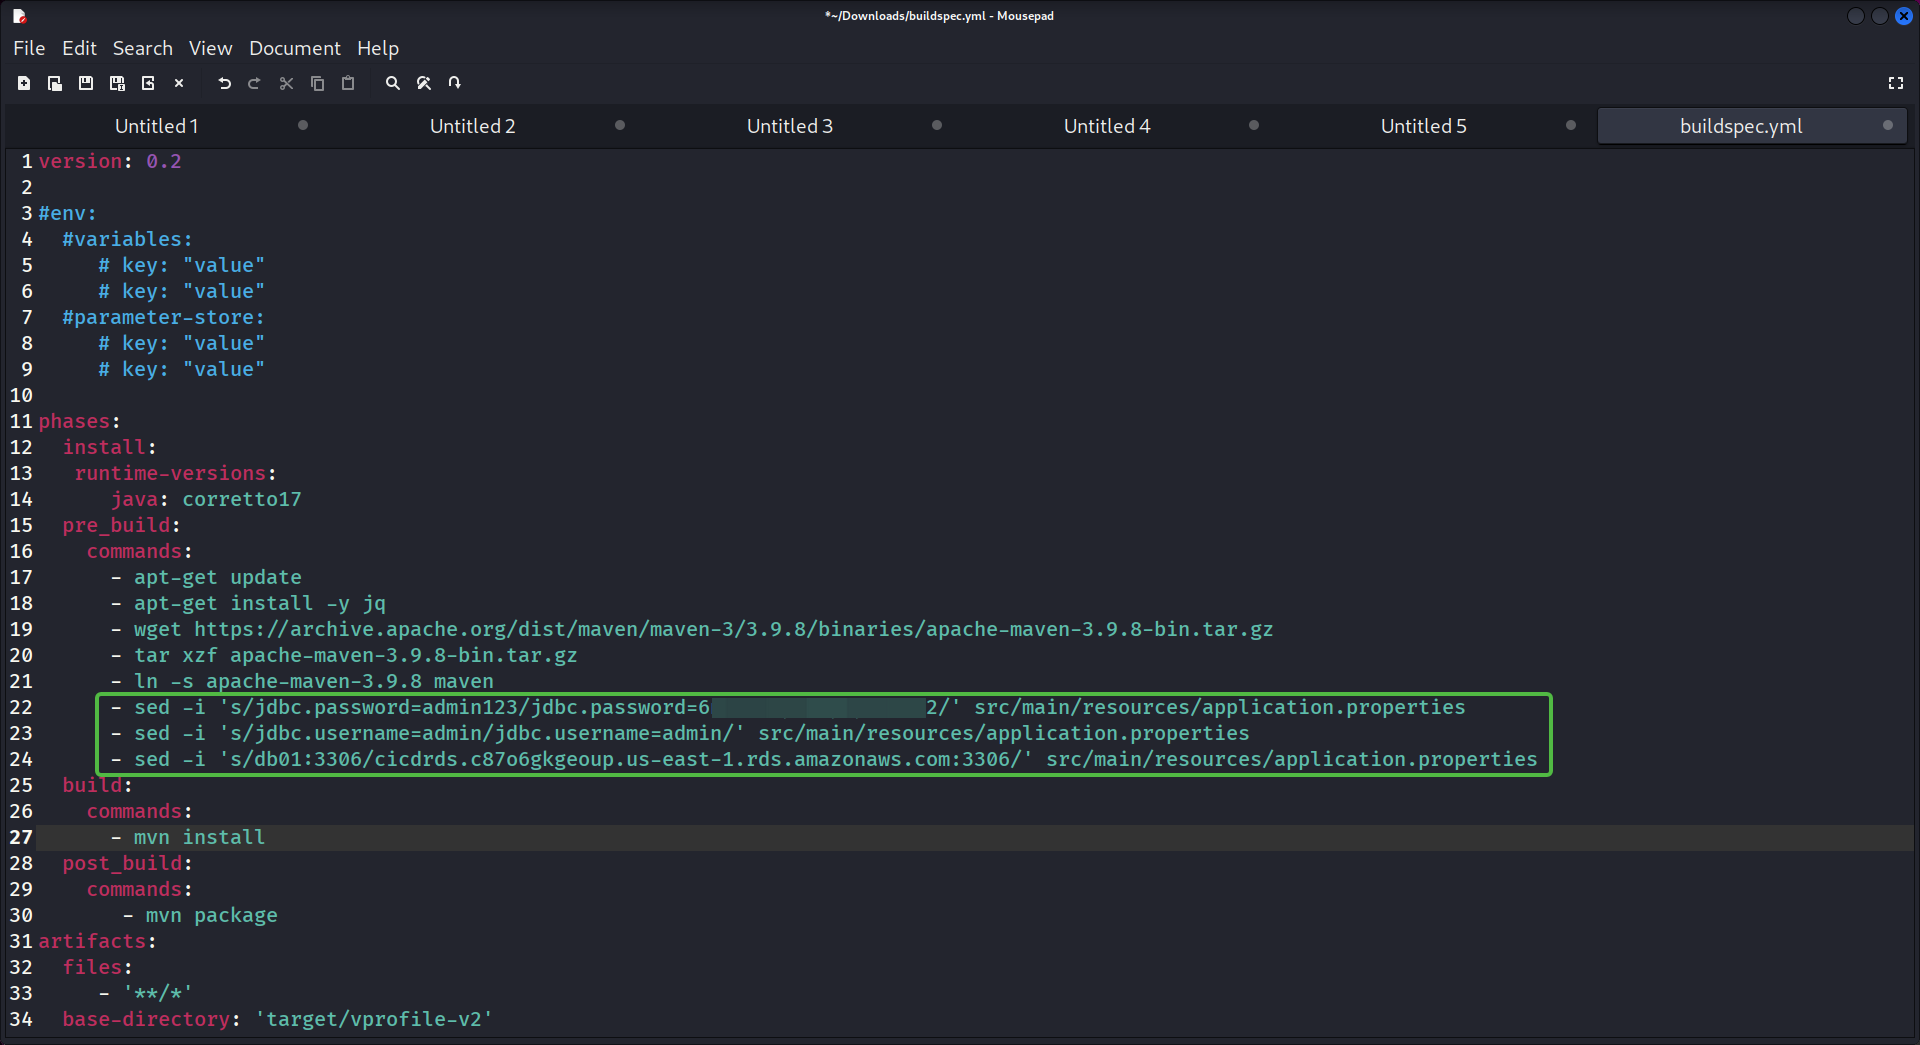 *~/Downloads/buildspec.yml - Mousepad
File Edit Search View Document Help
Untitled 1 Untitled 2 Untitled 3 Untitled 4 Untitled 5 buildspec.yml
1 version: 0.2
2
3 #env:
4   #variables:
5      # key: "value"
6      # key: "value"
7   #parameter-store:
8      # key: "value"
9      # key: "value"
10
11 phases:
12   install:
13    runtime-versions:
14       java: corretto17
15   pre_build:
16     commands:
17       - apt-get update
18       - apt-get install -y jq
19       - wget https://archive.apache.org/dist/maven/maven-3/3.9.8/binaries/apache-maven-3.9.8-bin.tar.gz
20       - tar xzf apache-maven-3.9.8-bin.tar.gz
21       - ln -s apache-maven-3.9.8 maven
22       - sed -i 's/jdbc.password=admin123/jdbc.password=6 2/' src/main/resources/application.properties
23       - sed -i 's/jdbc.username=admin/jdbc.username=admin/' src/main/resources/application.properties
24       - sed -i 's/db01:3306/cicdrds.c87o6gkgeoup.us-east-1.rds.amazonaws.com:3306/' src/main/resources/application.properties
25   build:
26     commands:
27       - mvn install
28   post_build:
29     commands:
30        - mvn package
31 artifacts:
32   files:
33      - '**/*'
34   base-directory: 'target/vprofile-v2'